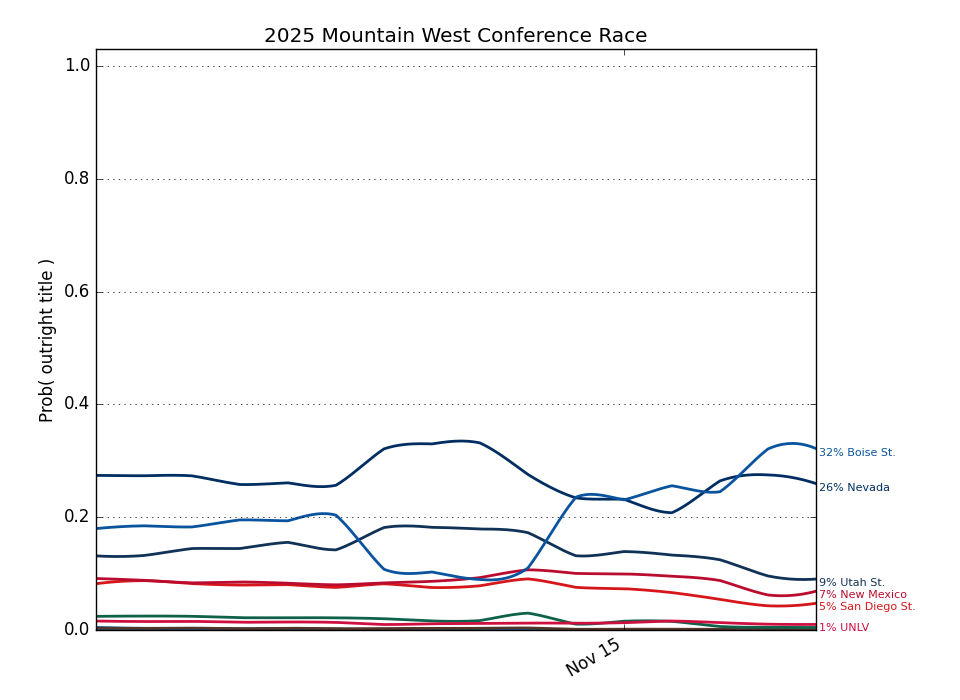 2025 Mountain West Conference Race
1.0
0.8
0.6
0.4
0.2
0.0
Prob( outright title )
Nov 15
32% Boise St.
26% Nevada
9% Utah St.
7% New Mexico
5% San Diego St.
1% UNLV